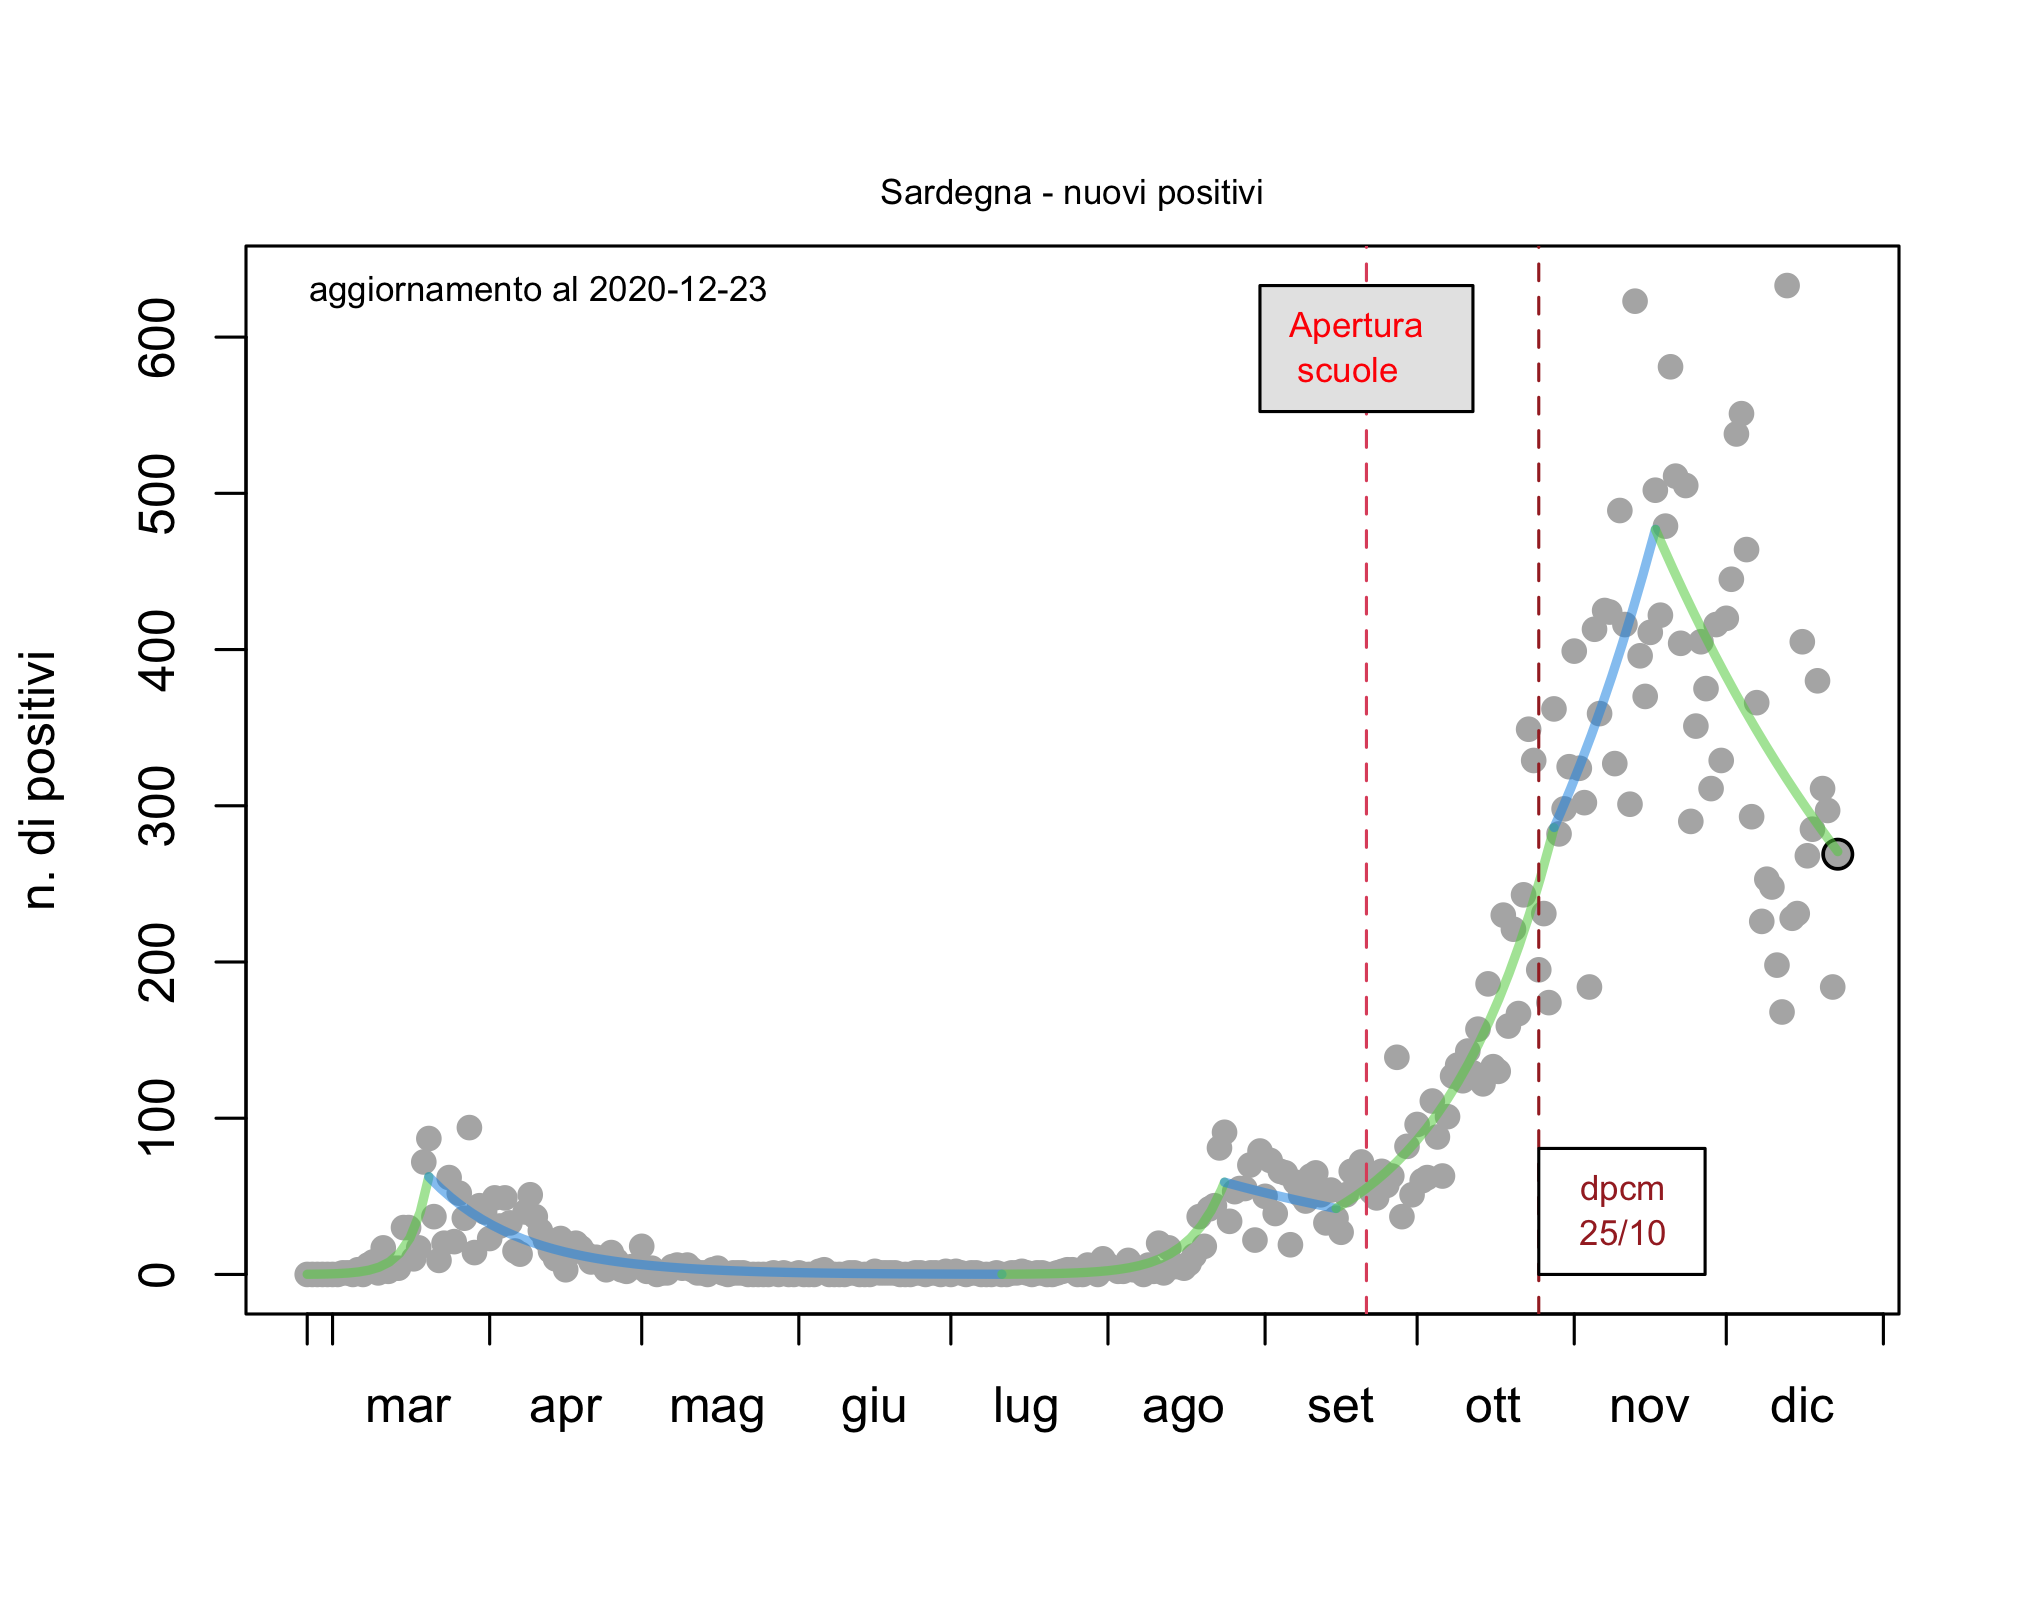 Sardegna - nuovi positivi
aggiornamento al 2020-12-23
Apertura
scuole
dpcm
25/10
n. di positivi
600
500
400
300
200
100
0
mar apr mag giu lug ago set ott nov dic